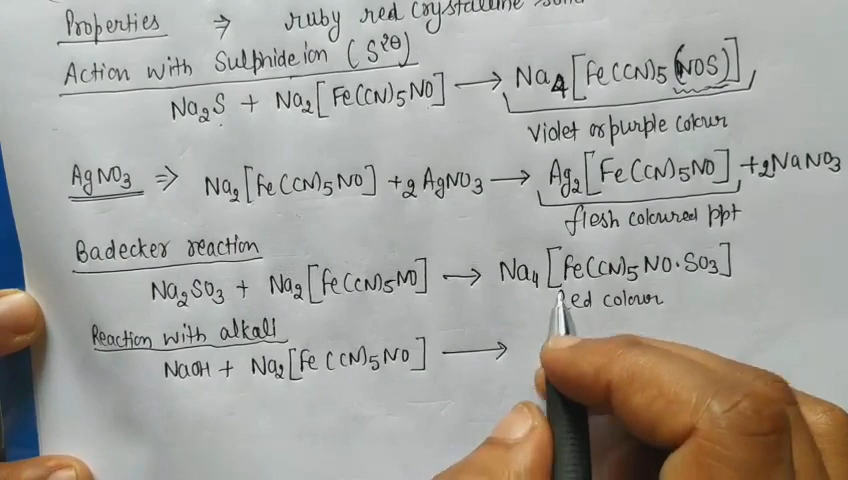 Properties ⇒ ruby red crystalline solid
Action with Sulphide ion (S²⊖)
Na₂S + Na₂[Fe(CN)5NO] ⟶ Na₄[Fe(CN)5(NOS)]
Violet or purple colour
AgNO₃ ⇒ Na₂[Fe(CN)5NO] + 2AgNO₃ ⟶ Ag₂[Fe(CN)5NO] + 2NaNO₃
flesh coloured ppt
Badecker reaction
Na₂SO₃ + Na₂[Fe(CN)5NO] ⟶ Na₄[Fe(CN)₅NO·SO₃]
Red colour
Reaction with alkali
NaOH + Na₂[Fe(CN)5NO] ⟶